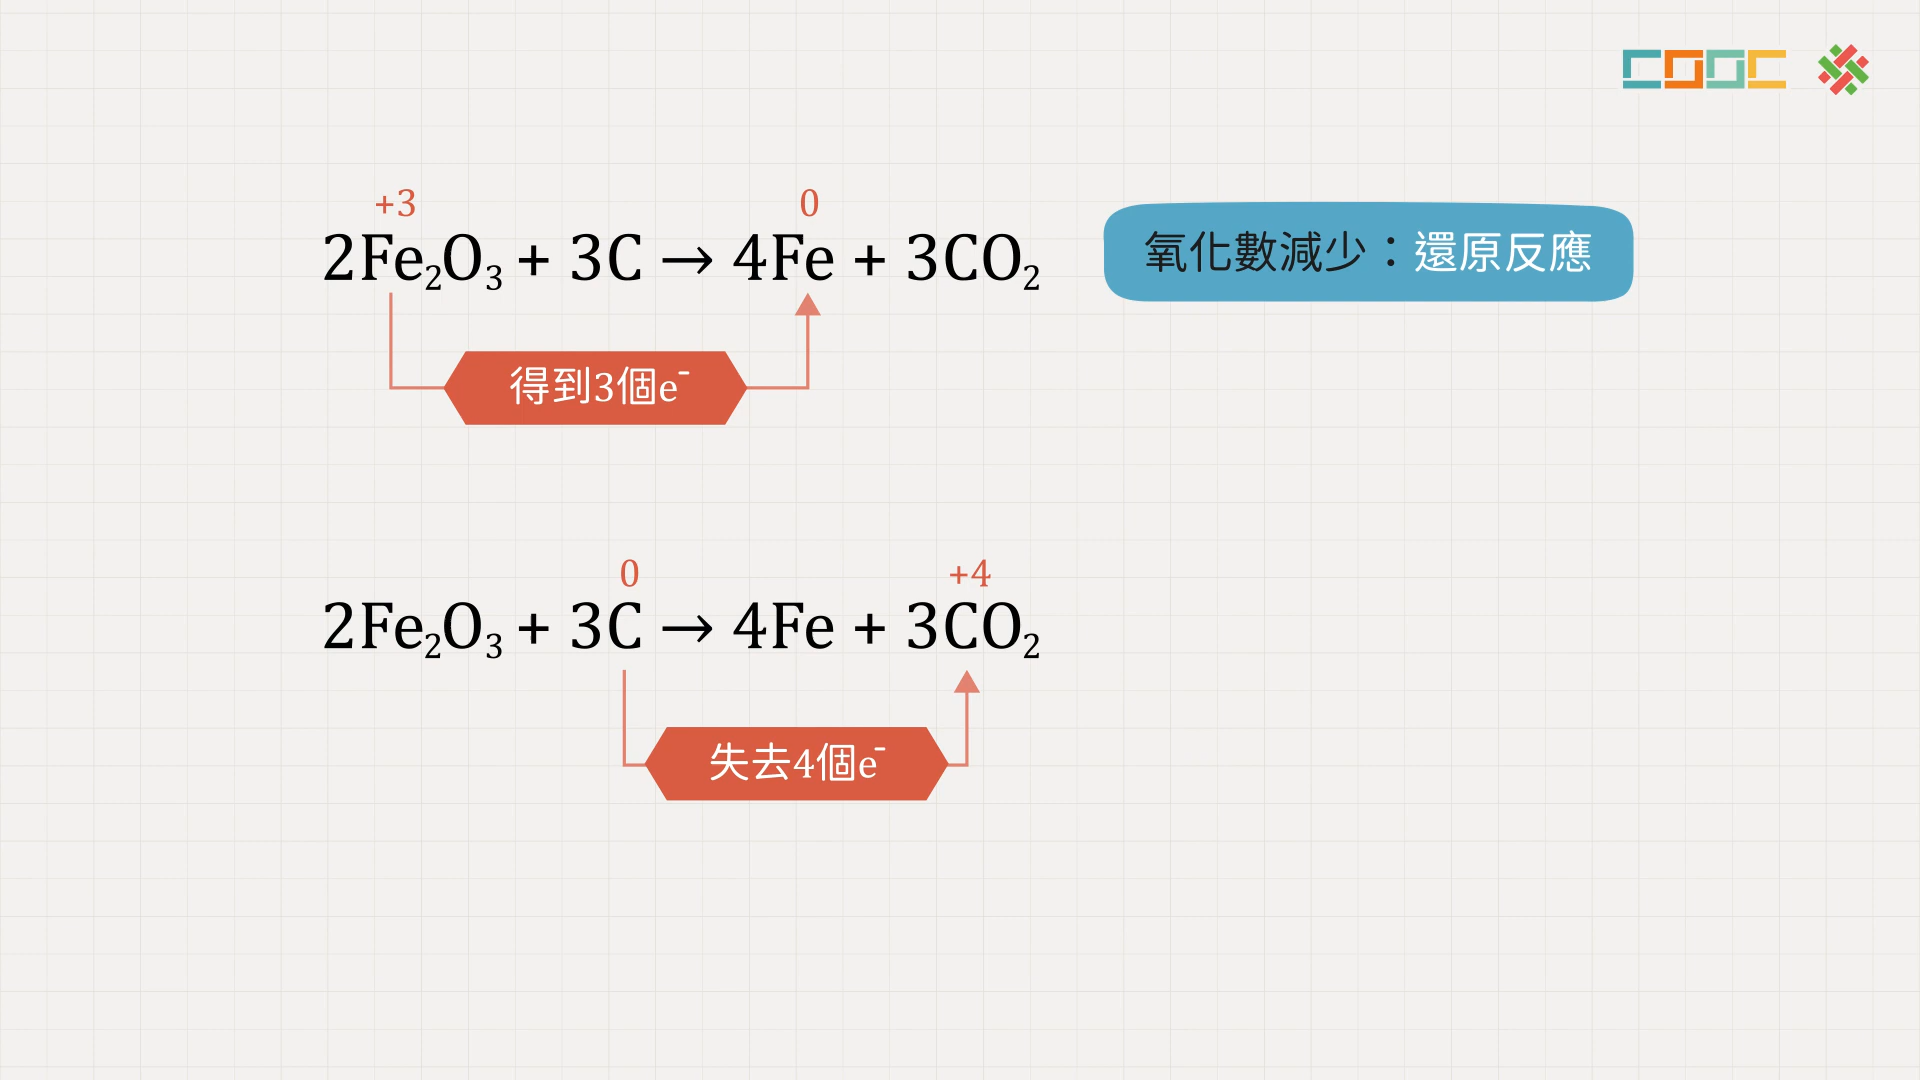 COOC
+3 0
2Fe₂O₃ + 3C → 4Fe + 3CO₂
氧化數減少：還原反應
得到3個e⁻
0 +4
2Fe₂O₃ + 3C → 4Fe + 3CO₂
失去4個e⁻